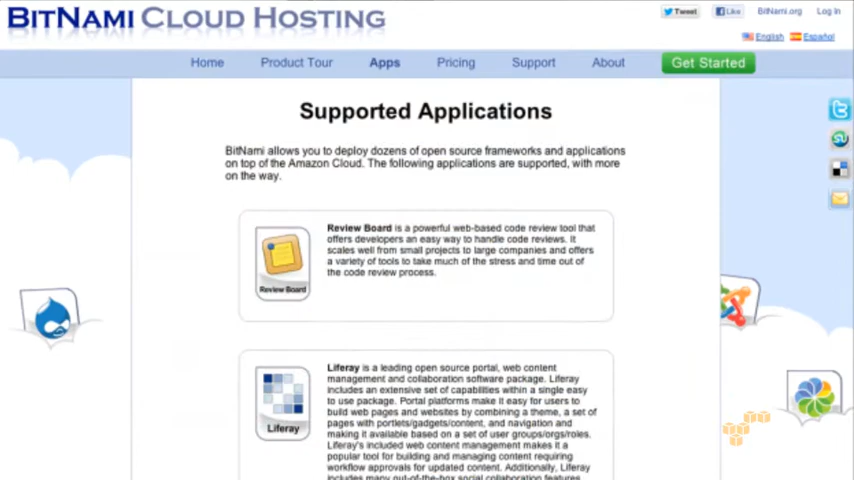 BITNAMI CLOUD HOSTING
Tweet Like BitNami.org Log In
English Español
Home Product Tour Apps Pricing Support About Get Started
Supported Applications
BitNami allows you to deploy dozens of open source frameworks and applications
on top of the Amazon Cloud. The following applications are supported, with more
on the way.
Review Board is a powerful web-based code review tool that
offers developers an easy way to handle code reviews. It
scales well from small projects to large companies and offers
a variety of tools to take much of the stress and time out of
the code review process.
Review Board
Liferay is a leading open source portal, web content
management and collaboration software package. Liferay
includes an extensive set of capabilities within a single easy
to use package. Portal platforms make it easy for users to
build web pages and websites by combining a theme, a set of
pages with portlets/gadgets/content, and navigation and
making it available based on a set of user groups/orgs/roles.
Liferay's included web content management makes it a
popular tool for building and managing content requiring
workflow approvals for updated content. Additionally, Liferay
includes many out-of-the-box social collaboration features
Liferay